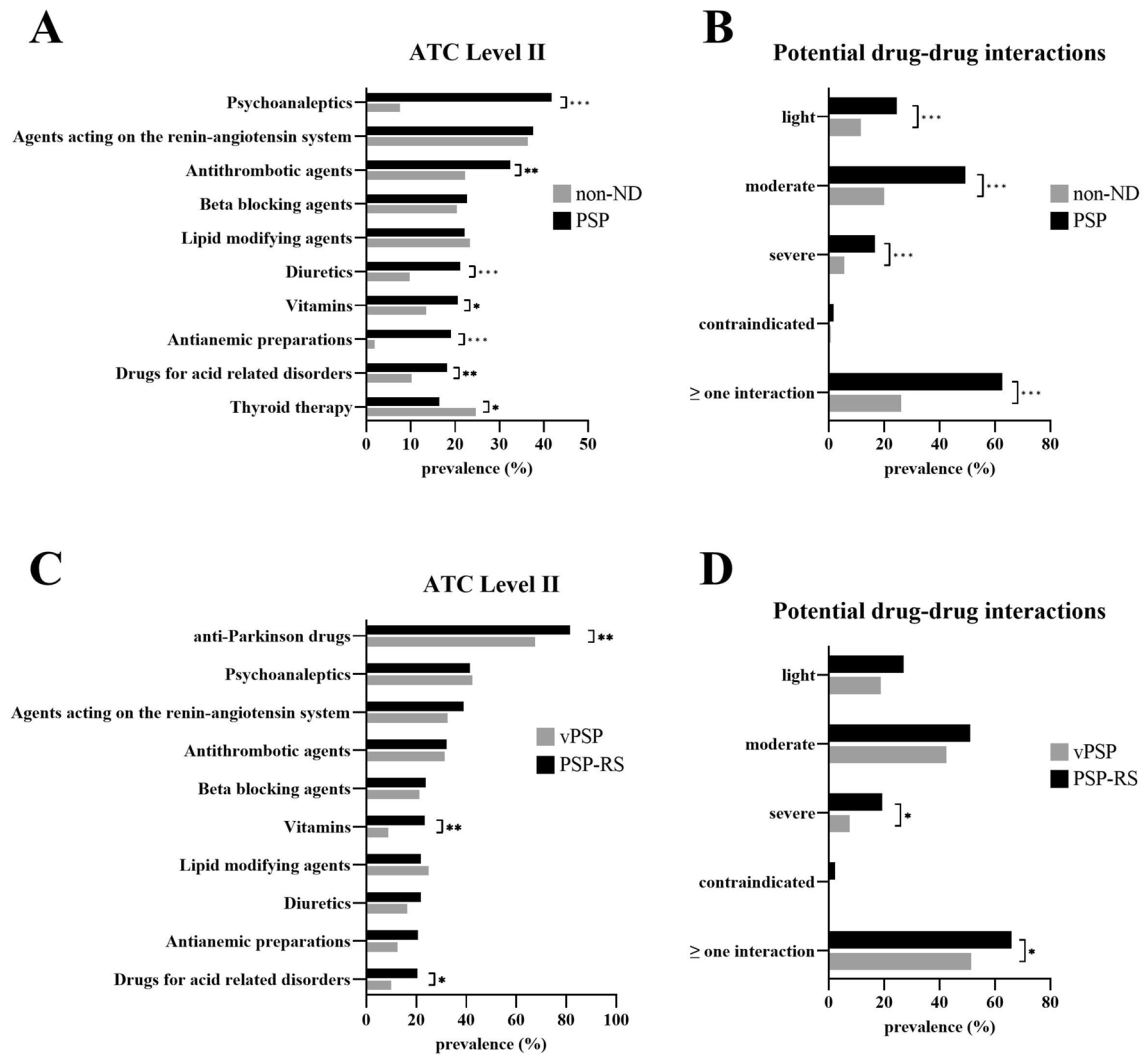 A
ATC Level II
Psychoanaleptics
***
Agents acting on the renin-angiotensin system
Antithrombotic agents
**
Beta blocking agents
Lipid modifying agents
Diuretics
***
Vitamins
*
Antianemic preparations
***
Drugs for acid related disorders
**
Thyroid therapy
*
non-ND
PSP
0 10 20 30 40 50
prevalence (%)
B
Potential drug-drug interactions
light
***
moderate
***
severe
***
contraindicated
≥ one interaction
***
non-ND
PSP
0 20 40 60 80
prevalence (%)
C
ATC Level II
anti-Parkinson drugs
**
Psychoanaleptics
Agents acting on the renin-angiotensin system
Antithrombotic agents
Beta blocking agents
Vitamins
**
Lipid modifying agents
Diuretics
Antianemic preparations
Drugs for acid related disorders
*
vPSP
PSP-RS
0 20 40 60 80 100
prevalence (%)
D
Potential drug-drug interactions
light
moderate
severe
*
contraindicated
≥ one interaction
*
vPSP
PSP-RS
0 20 40 60 80
prevalence (%)